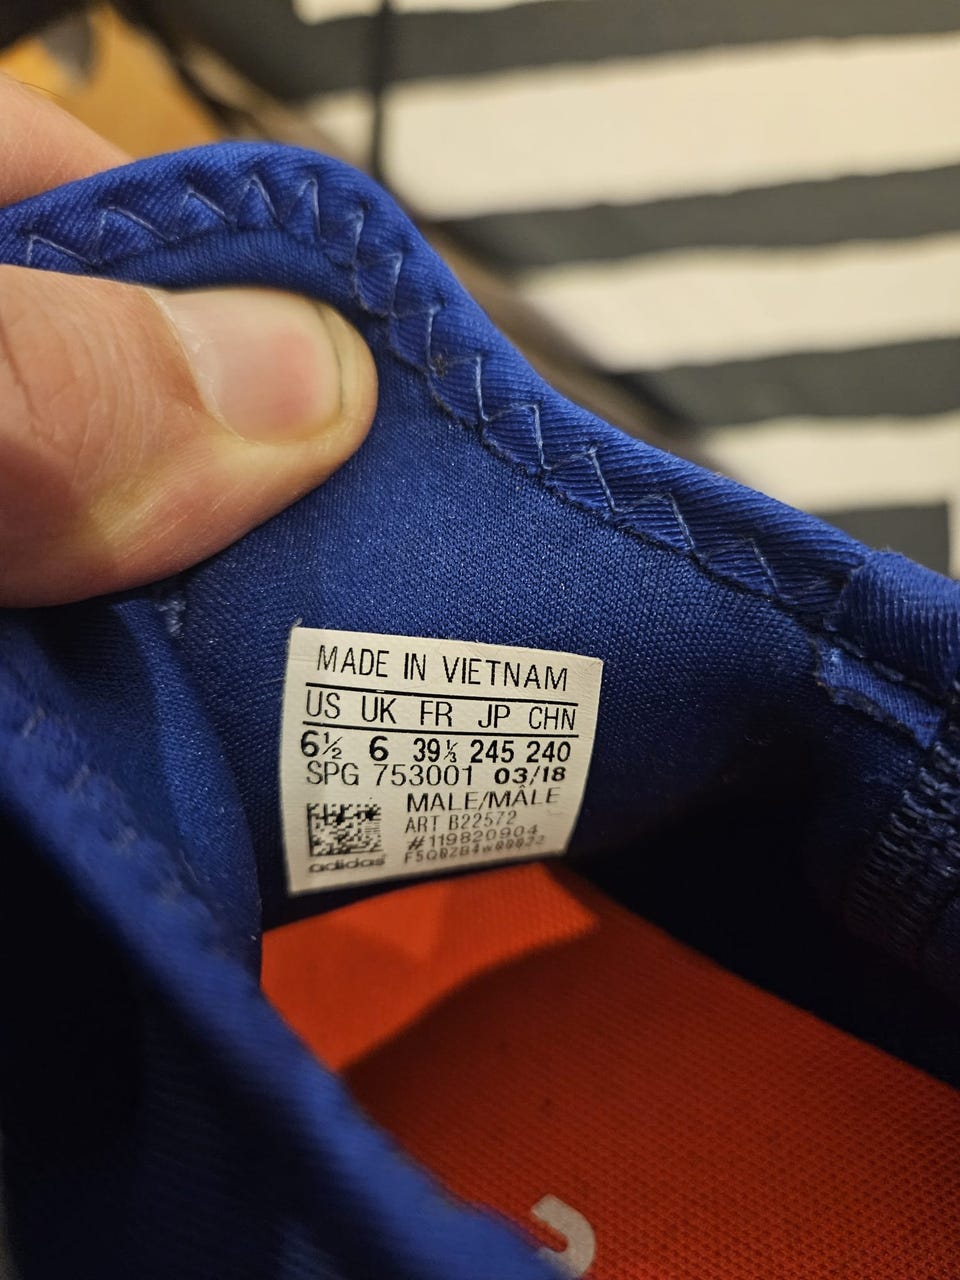 MADE IN VIETNAM
US UK FR JP CHN
6½ 6 39⅓ 245 240
SPG 753001 03/18
MALE/MÂLE
ART B22572
#119820904
adidas